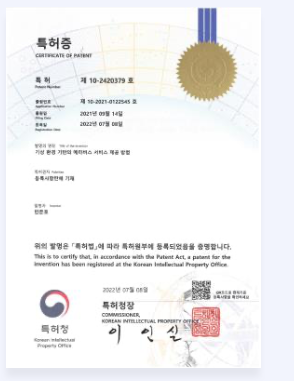 특허증
CERTIFICATE OF PATENT
특 허 제 10-2420379 호
Patent Number
출원번호 제 10-2021-0122543 호
Application Number
출원일 2021년 09월 14일
Filing Date
등록일 2022년 07월 08일
Registration Date
발명의 명칭 Title of the Invention
가상 환경 기반의 메타버스 서비스 제공 방법
특허권자 Patentee
등록사항란에 기재
발명자 Inventor
위의 발명은 「특허법」에 따라 특허원부에 등록되었음을 증명합니다.
This is to certify that, in accordance with the Patent Act, a patent for the
invention has been registered at the Korean Intellectual Property Office.
2022년 07월 08일
특허청장
COMMISSIONER,
KOREAN INTELLECTUAL PROPERTY OFFICE
이 인 실
특허청
Korean Intellectual
Property Office